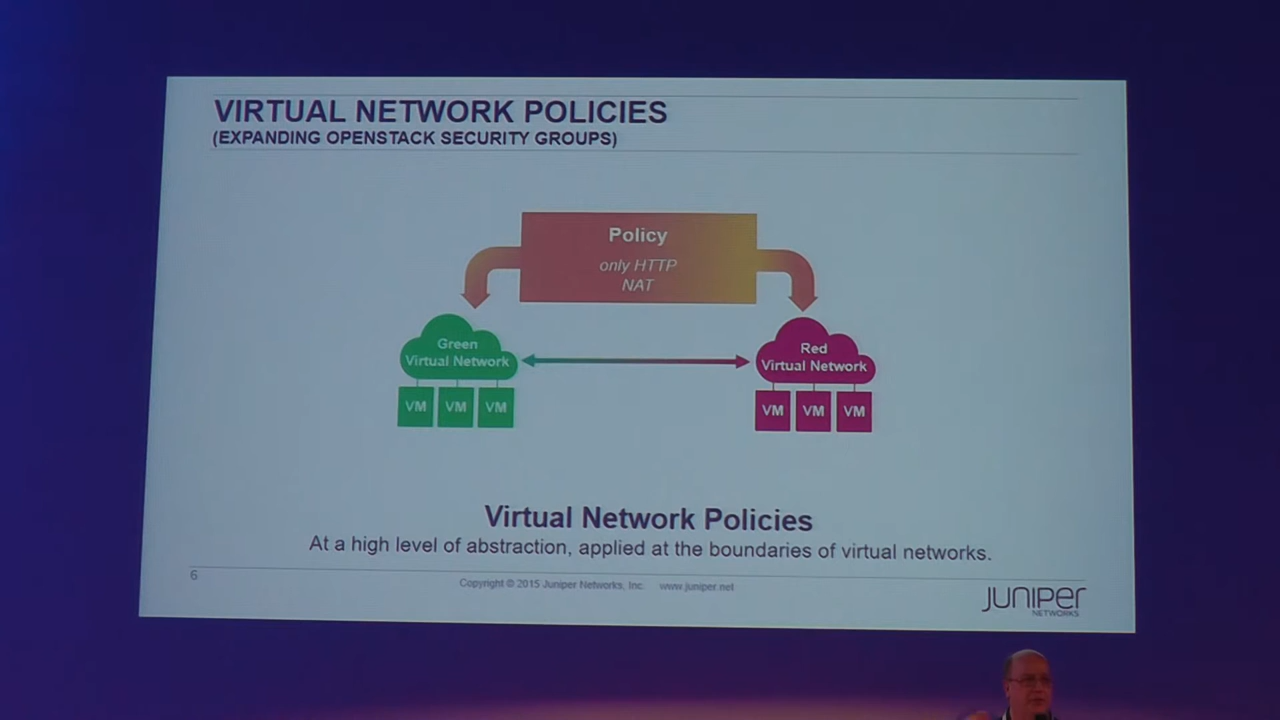 VIRTUAL NETWORK POLICIES
(EXPANDING OPENSTACK SECURITY GROUPS)
Policy
only HTTP
NAT
Green
Virtual Network
Red
Virtual Network
VM VM VM
VM VM VM
Virtual Network Policies
At a high level of abstraction, applied at the boundaries of virtual networks.
6
Copyright © 2015 Juniper Networks, Inc. www.juniper.net
JUNIPER
NETWORKS